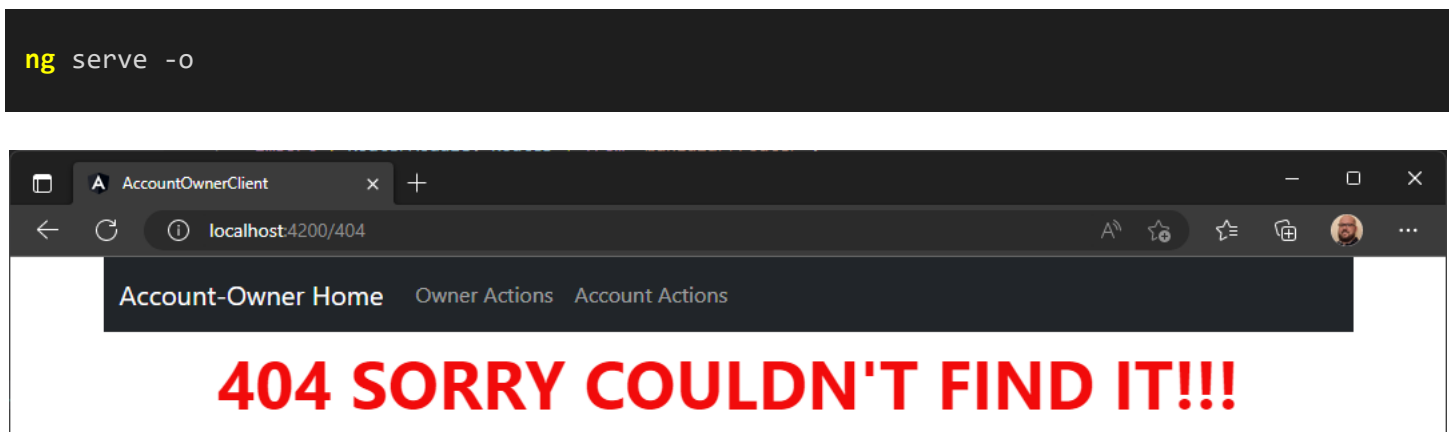 ng serve -o
AccountOwnerClient
localhost:4200/404
Account-Owner Home Owner Actions Account Actions
404 SORRY COULDN'T FIND IT!!!